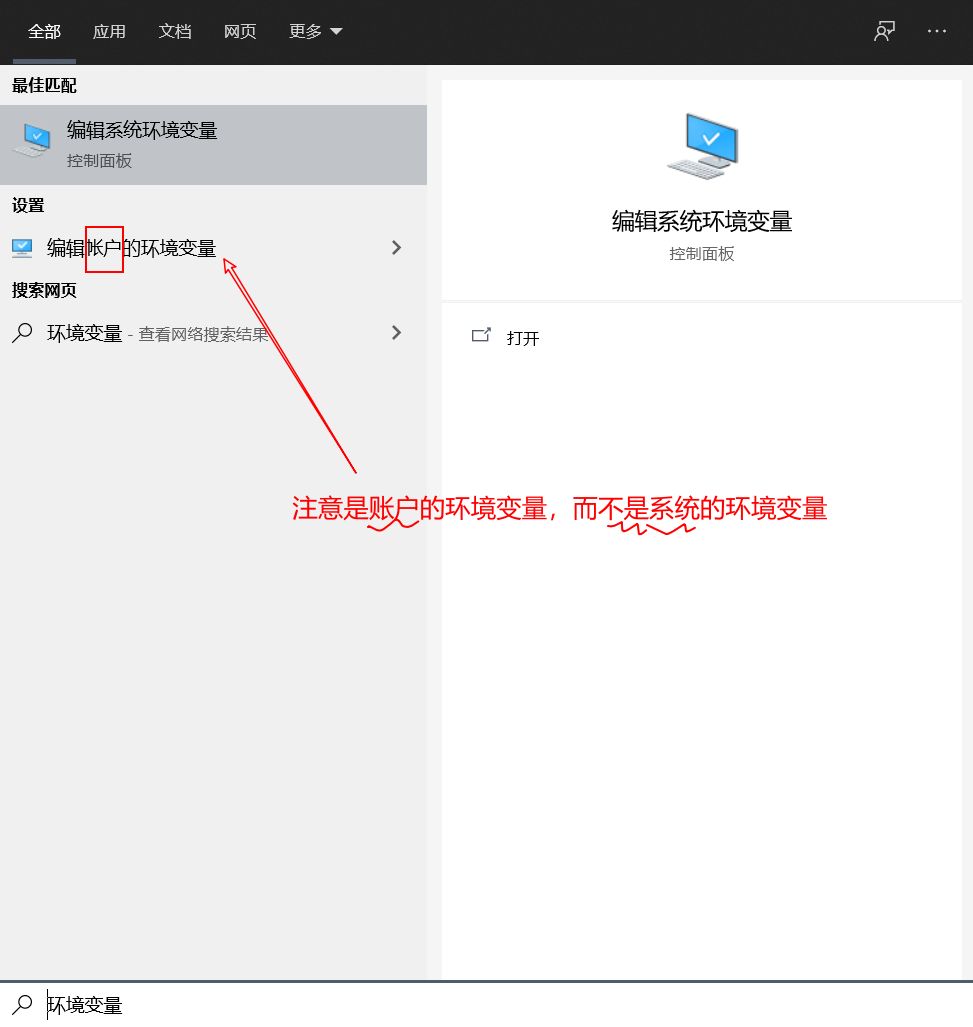 全部 应用 文档 网页 更多
最佳匹配
编辑系统环境变量
控制面板
设置
编辑帐户的环境变量
搜索网页
环境变量 - 查看网络搜索结果
编辑系统环境变量
控制面板
打开
注意是账户的环境变量，而不是系统的环境变量
环境变量